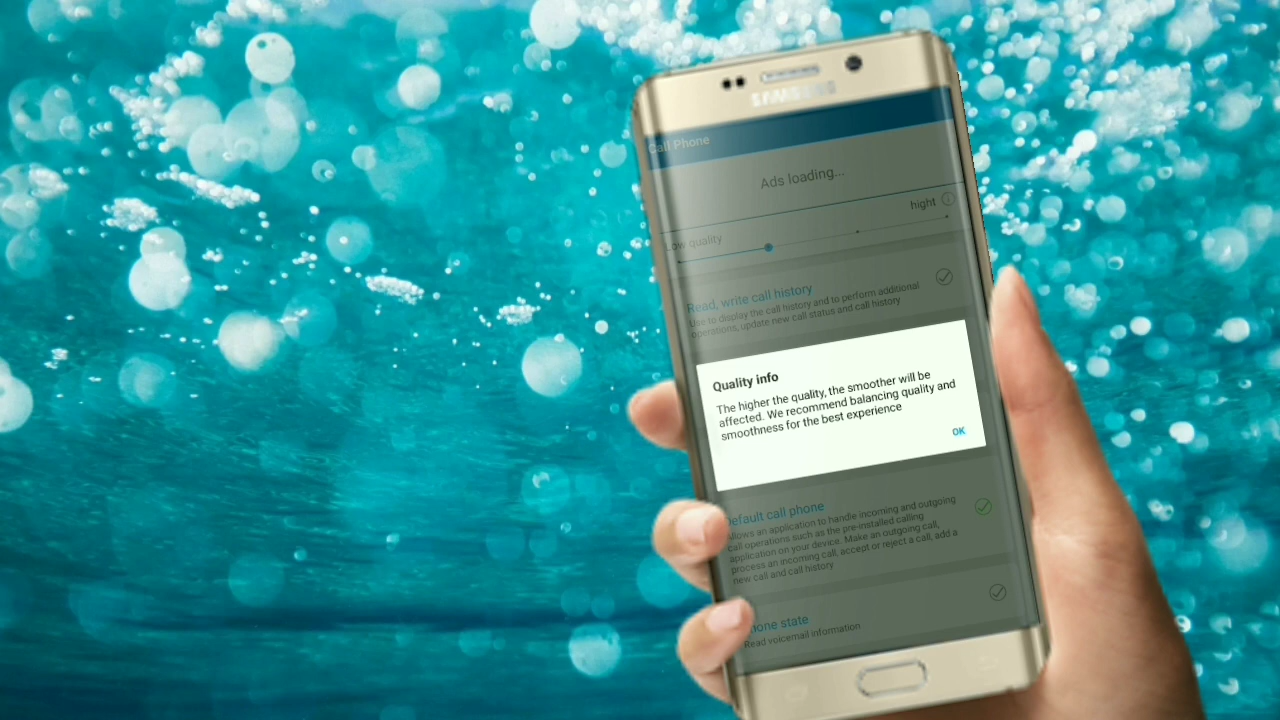 SAMSUNG
Call Phone
Ads loading...
hight
Low quality
Read, write call history
Use to display the call history and to perform additional
operations, update new call status and call history
Quality info
The higher the quality, the smoother will be
affected. We recommend balancing quality and
smoothness for the best experience
OK
Default call phone
Allows an application to handle incoming and outgoing
call operations such as the pre-installed calling
application on your device. Make an outgoing call,
process an incoming call, accept or reject a call, add a
new call and call history
Phone state
Read voicemail information